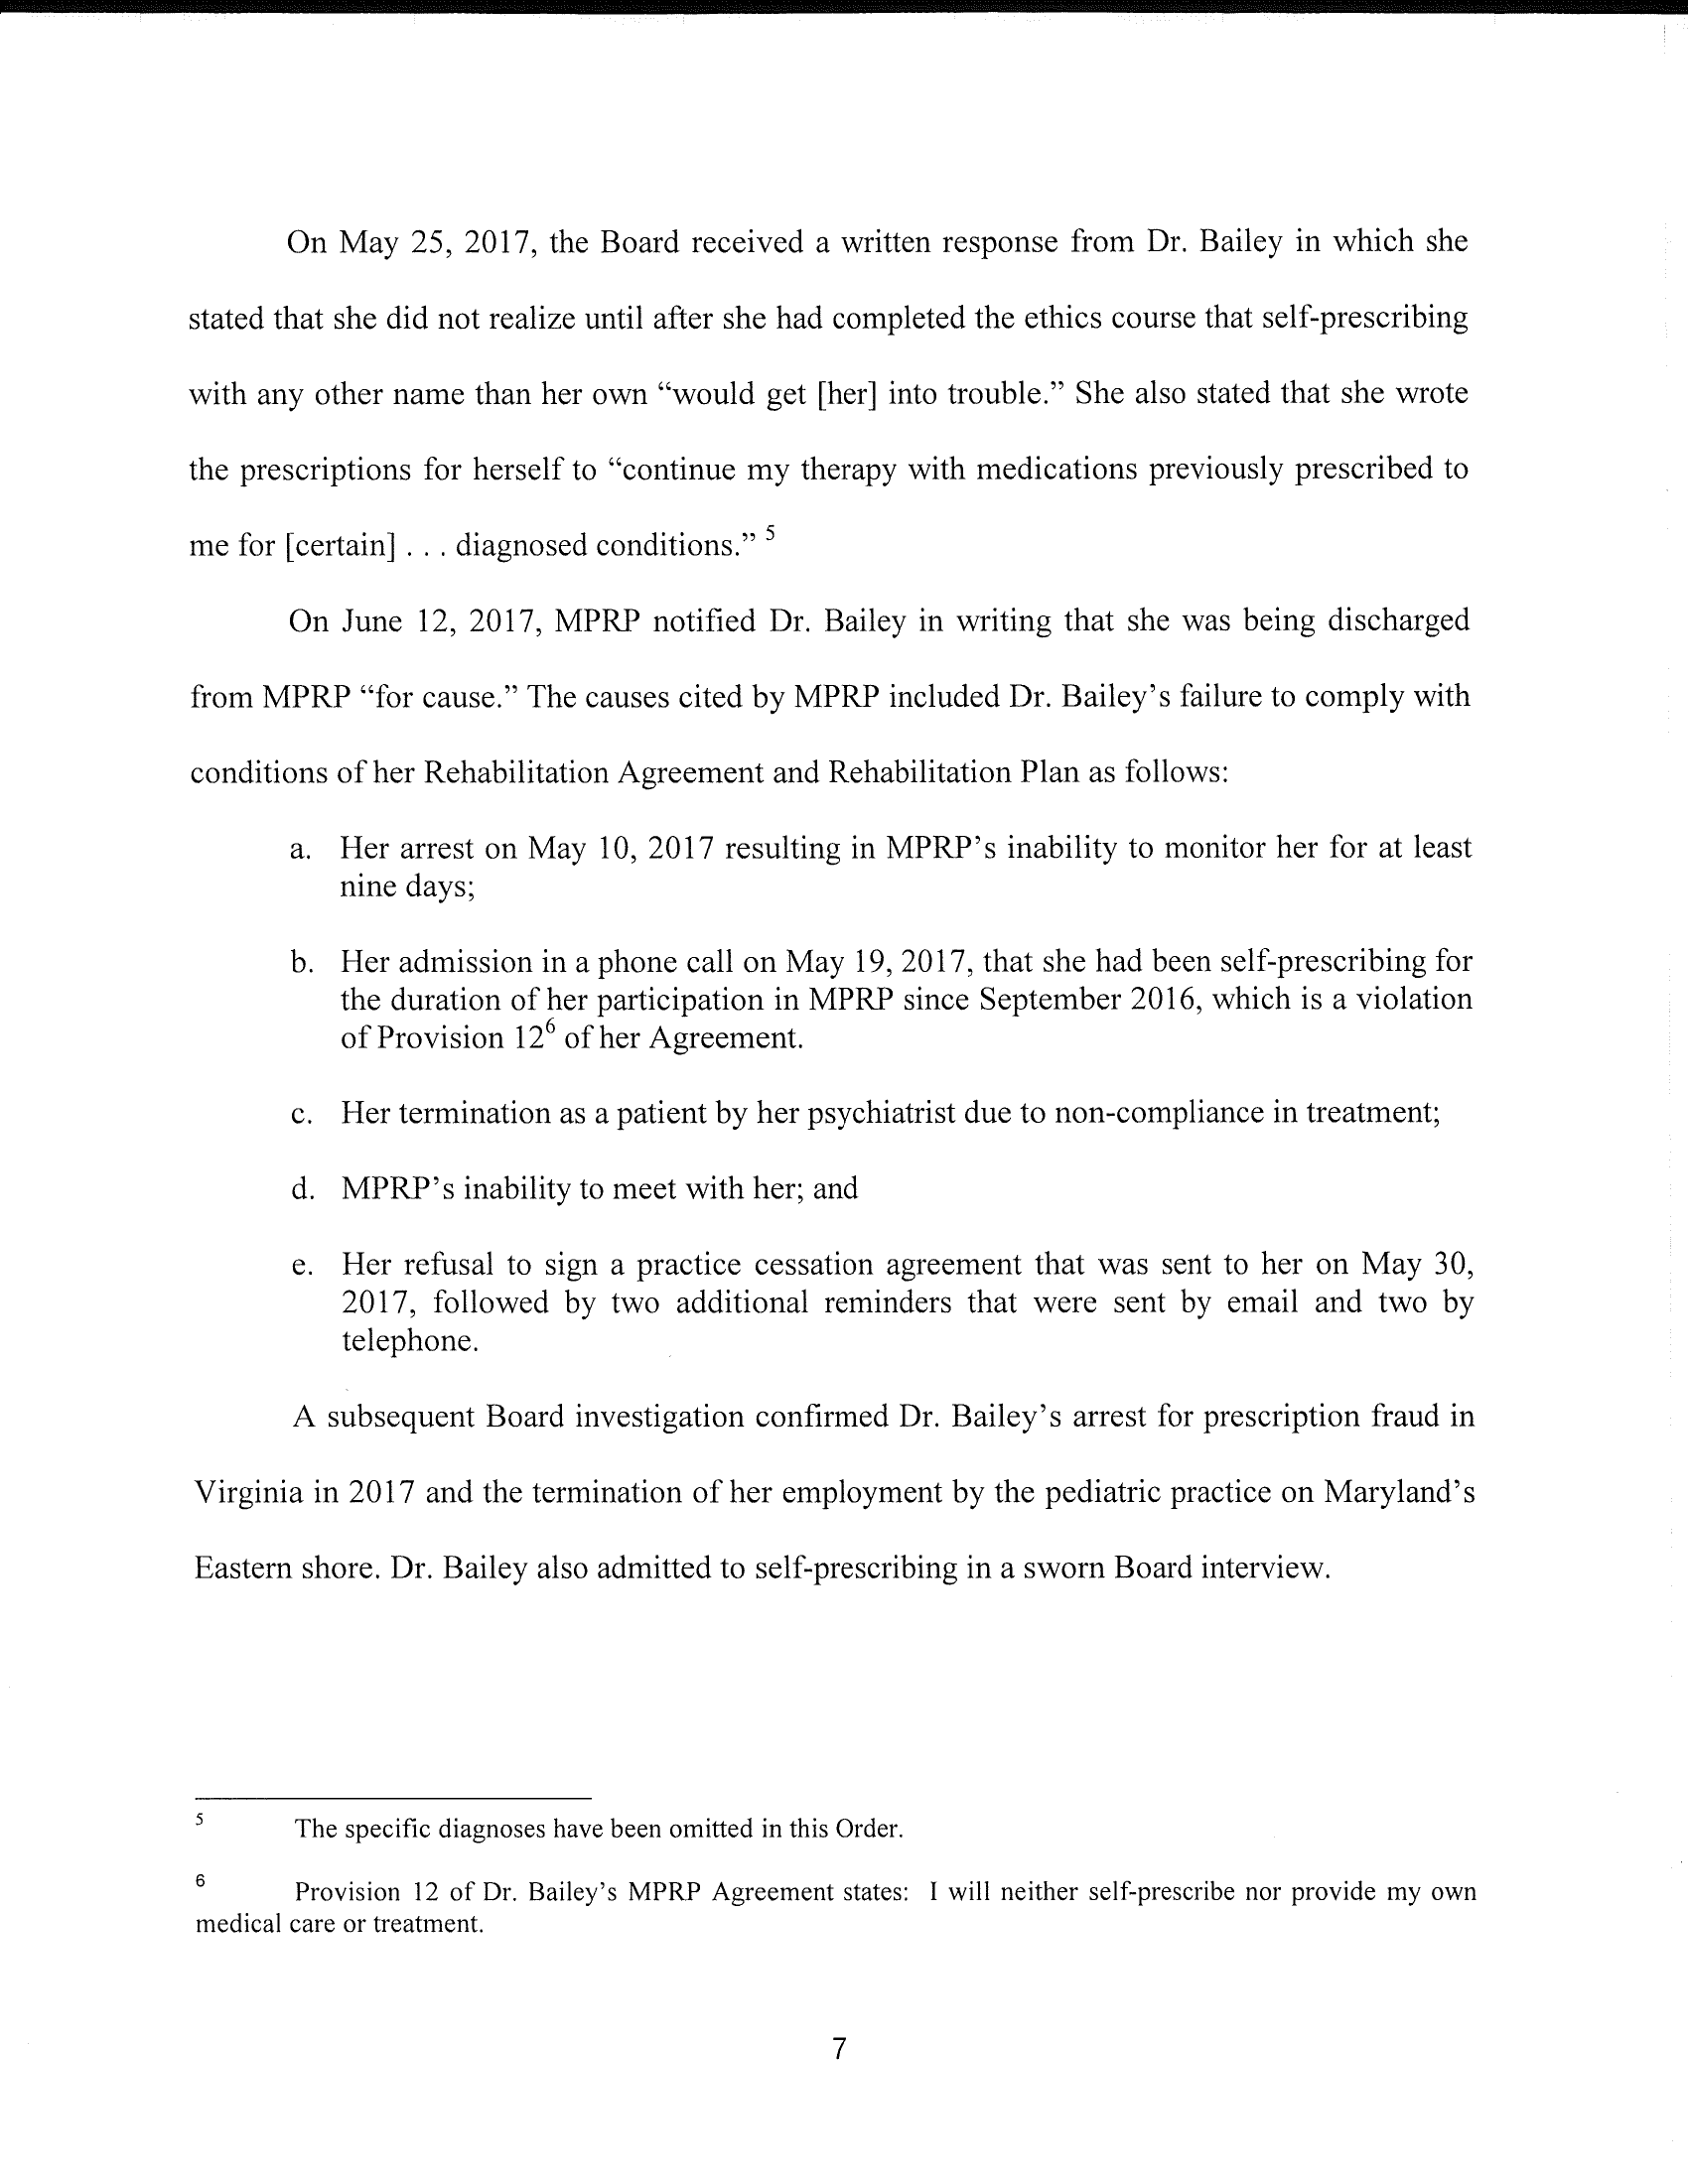 On May 25, 2017, the Board received a written response from Dr. Bailey in which she
stated that she did not realize until after she had completed the ethics course that self-prescribing
with any other name than her own “would get [her] into trouble.” She also stated that she wrote
the prescriptions for herself to “continue my therapy with medications previously prescribed to
me for [certain] . . . diagnosed conditions.” 5
On June 12, 2017, MPRP notified Dr. Bailey in writing that she was being discharged
from MPRP “for cause.” The causes cited by MPRP included Dr. Bailey’s failure to comply with
conditions of her Rehabilitation Agreement and Rehabilitation Plan as follows:
a. Her arrest on May 10, 2017 resulting in MPRP’s inability to monitor her for at least
nine days;
b. Her admission in a phone call on May 19, 2017, that she had been self-prescribing for
the duration of her participation in MPRP since September 2016, which is a violation
of Provision 12⁶ of her Agreement.
c. Her termination as a patient by her psychiatrist due to non-compliance in treatment;
d. MPRP’s inability to meet with her; and
e. Her refusal to sign a practice cessation agreement that was sent to her on May 30,
2017, followed by two additional reminders that were sent by email and two by
telephone.
A subsequent Board investigation confirmed Dr. Bailey’s arrest for prescription fraud in
Virginia in 2017 and the termination of her employment by the pediatric practice on Maryland’s
Eastern shore. Dr. Bailey also admitted to self-prescribing in a sworn Board interview.
5 The specific diagnoses have been omitted in this Order.
6 Provision 12 of Dr. Bailey’s MPRP Agreement states: I will neither self-prescribe nor provide my own
medical care or treatment.
7